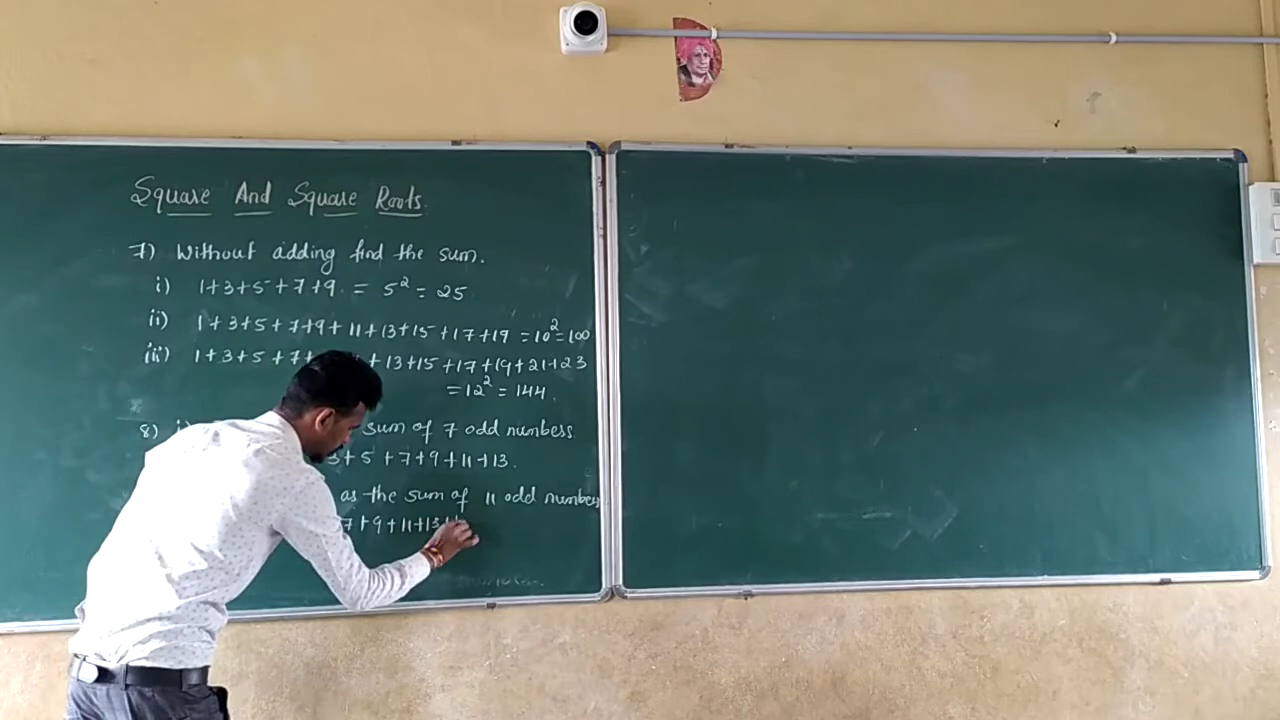 Square And Square Roots.
7) Without adding find the sum.
i) 1+3+5+7+9. = 5² = 25
ii) 1+3+5+7+9+11+13+15+17+19 = 10² = 100
iii) 1+3+5+7+ +13+15+17+19+21+23
= 12² = 144.
8) i) sum of 7 odd numbers
3+5+7+9+11+13.
as the sum of 11 odd numbers
7+9+11+13+1